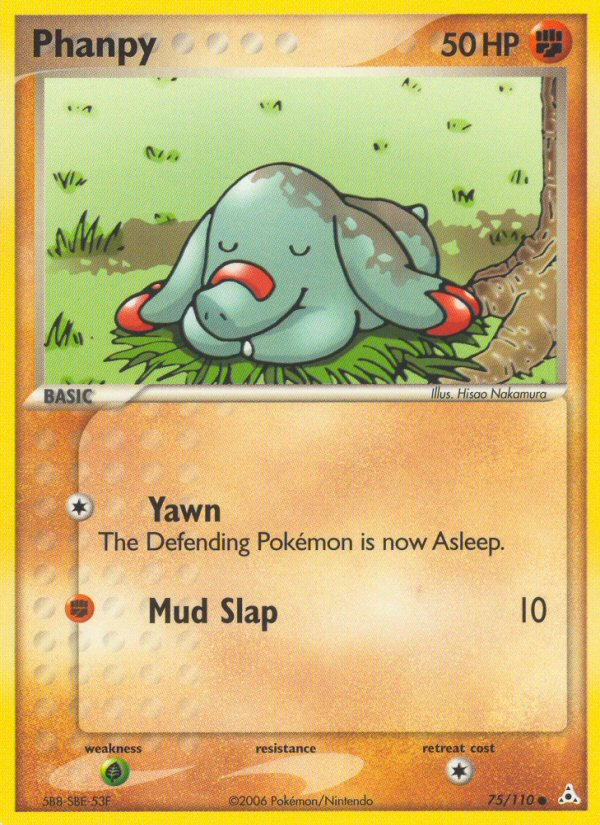 Phanpy
50 HP
BASIC
Illus. Hisao Nakamura
Yawn
The Defending Pokémon is now Asleep.
Mud Slap 10
weakness resistance retreat cost
5B8-5BE-53F ©2006 Pokémon/Nintendo 75/110